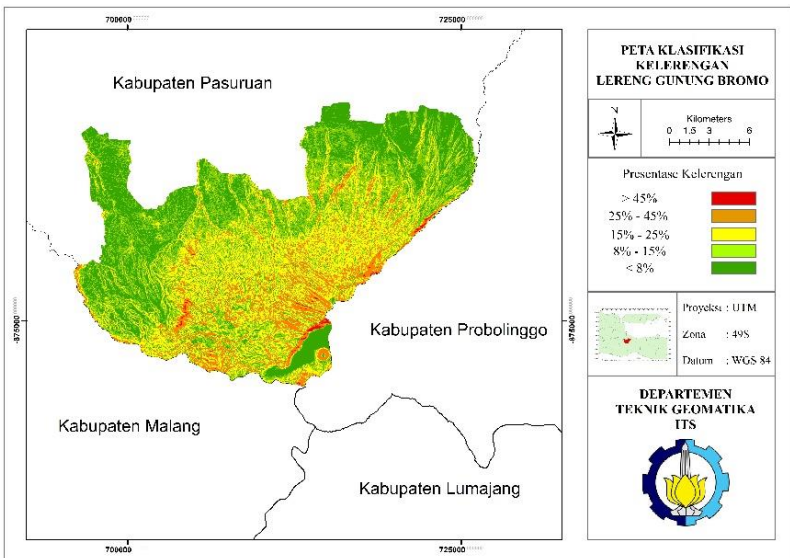 700000
725000
Kabupaten Pasuruan
-875000
-875000
Kabupaten Probolinggo
Kabupaten Malang
Kabupaten Lumajang
700000
725000
PETA KLASIFIKASI
KELERENGAN
LERENG GUNUNG BROMO
N
Kilometers
0 1.5 3 6
Presentase Kelerengan
> 45%
25% - 45%
15% - 25%
8% - 15%
< 8%
Proyeksi : UTM
Zona : 49S
Datum : WGS 84
DEPARTEMEN
TEKNIK GEOMATIKA
ITS